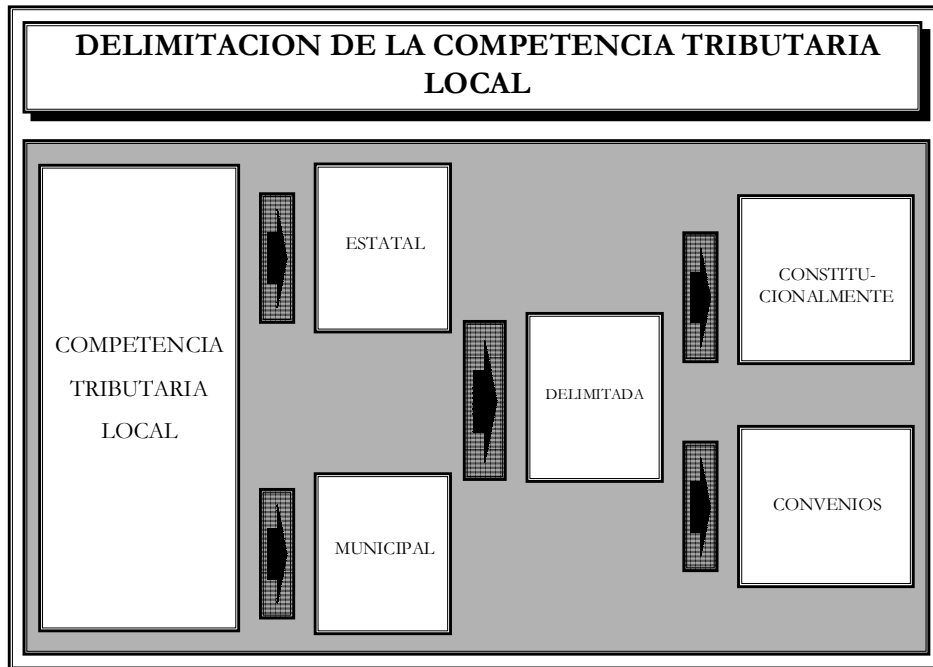 DELIMITACION DE LA COMPETENCIA TRIBUTARIA
LOCAL
COMPETENCIA
TRIBUTARIA
LOCAL
ESTATAL
MUNICIPAL
DELIMITADA
CONSTITU-
CIONALMENTE
CONVENIOS